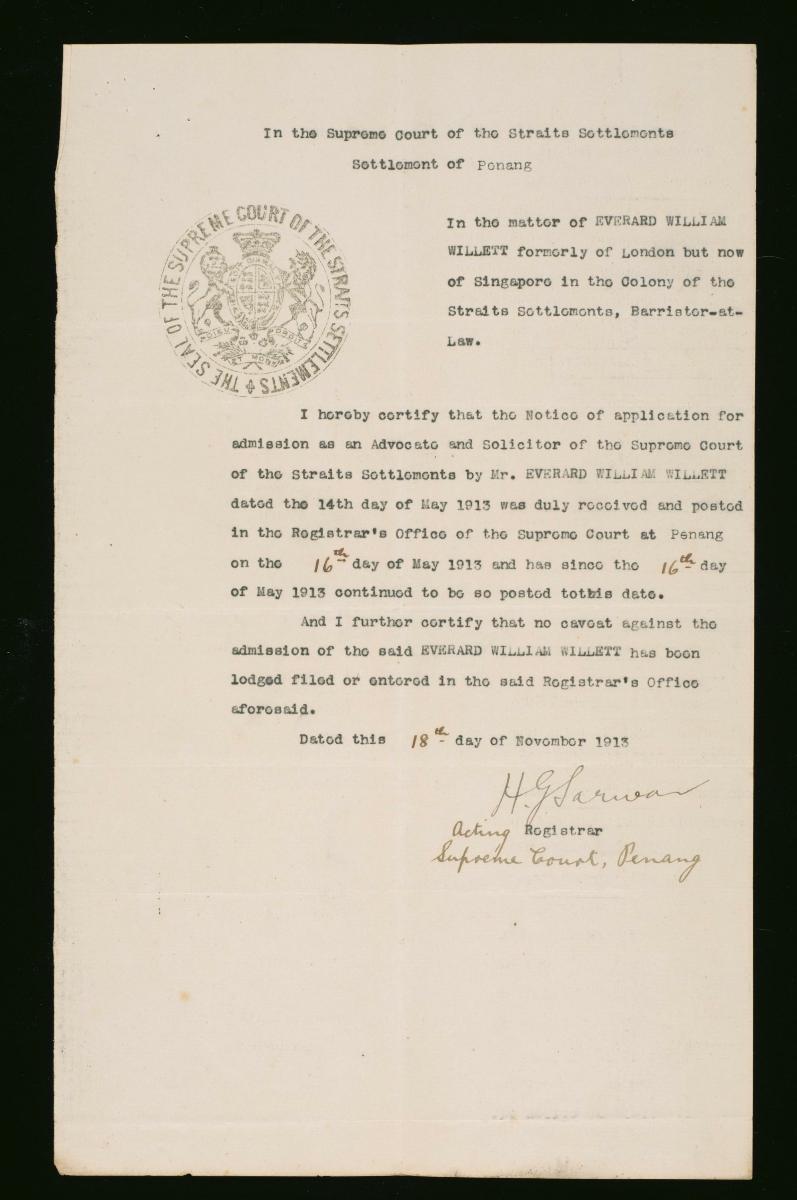 In the Supreme Court of the Straits Settlements
Settlement of Penang
THE SEAL OF THE SUPREME COURT OF THE STRAITS SETTLEMENTS
In the matter of EVERARD WILLIAM
WILLETT formerly of London but now
of Singapore in the Colony of the
Straits Settlements, Barrister-at-
Law.
I hereby certify that the Notice of application for
admission as an Advocate and Solicitor of the Supreme Court
of the Straits Settlements by Mr. EVERARD WILLIAM WILLETT
dated the 14th day of May 1913 was duly received and posted
in the Registrar's Office of the Supreme Court at Penang
on the 16th day of May 1913 and has since the 16th day
of May 1913 continued to be so posted tothis date.
And I further certify that no caveat against the
admission of the said EVERARD WILLIAM WILLETT has been
lodged filed or entered in the said Registrar's Office
aforesaid.
Dated this 18th day of November 1913
H. G. Sarwar
Acting Registrar
Supreme Court, Penang